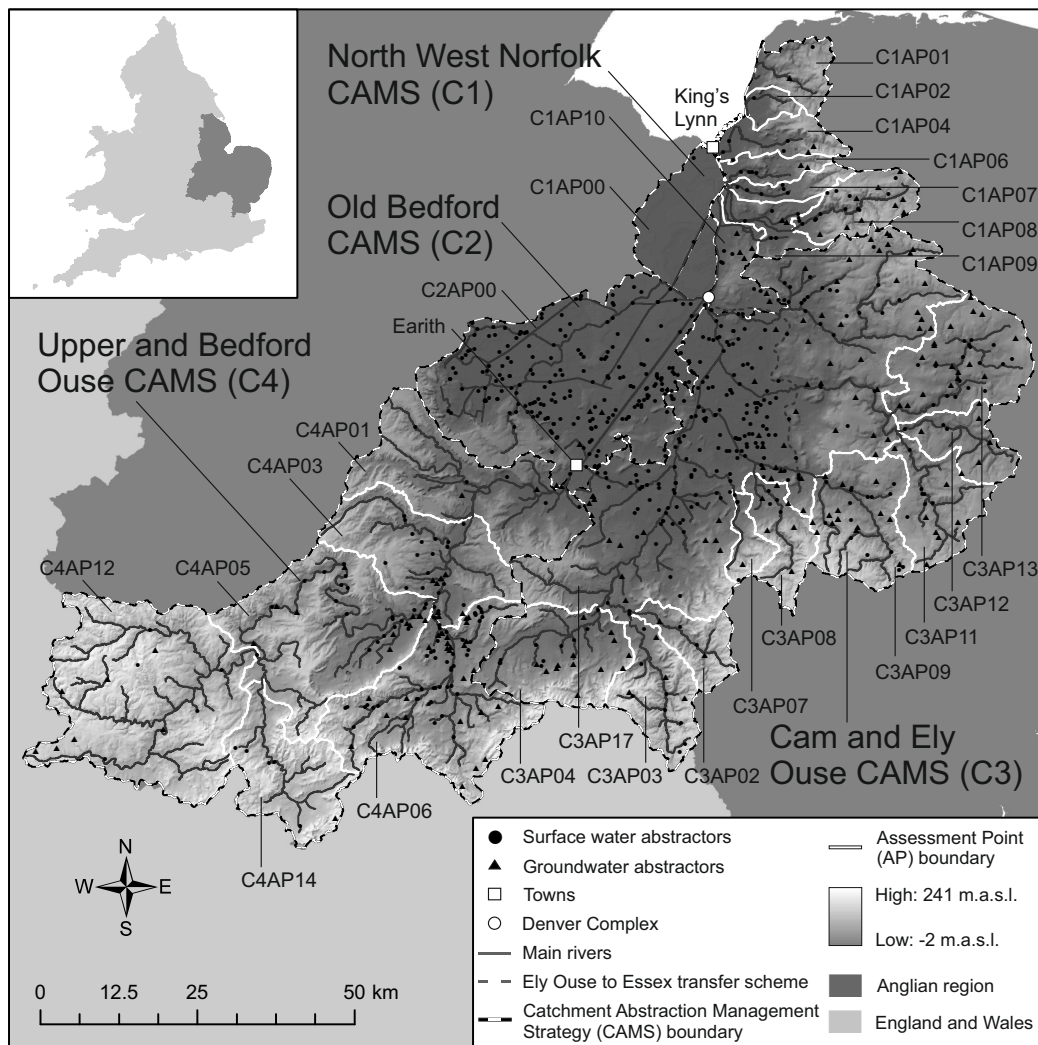 North West Norfolk
CAMS (C1)
King's
Lynn
C1AP01
C1AP02
C1AP10
C1AP04
C1AP06
C1AP00
C1AP07
Old Bedford
CAMS (C2)
C1AP08
C1AP09
C2AP00
Earith
Upper and Bedford
Ouse CAMS (C4)
C4AP01
C4AP03
C4AP12
C4AP05
C3AP13
C3AP12
C3AP08
C3AP11
C3AP09
C3AP07
C3AP17
Cam and Ely
Ouse CAMS (C3)
C3AP04
C3AP03
C3AP02
C4AP06
C4AP14
N
W
E
S
0
12.5
25
50 km
Surface water abstractors
Groundwater abstractors
Towns
Denver Complex
Main rivers
Ely Ouse to Essex transfer scheme
Catchment Abstraction Management
Strategy (CAMS) boundary
Assessment Point
(AP) boundary
High: 241 m.a.s.l.
Low: -2 m.a.s.l.
Anglian region
England and Wales